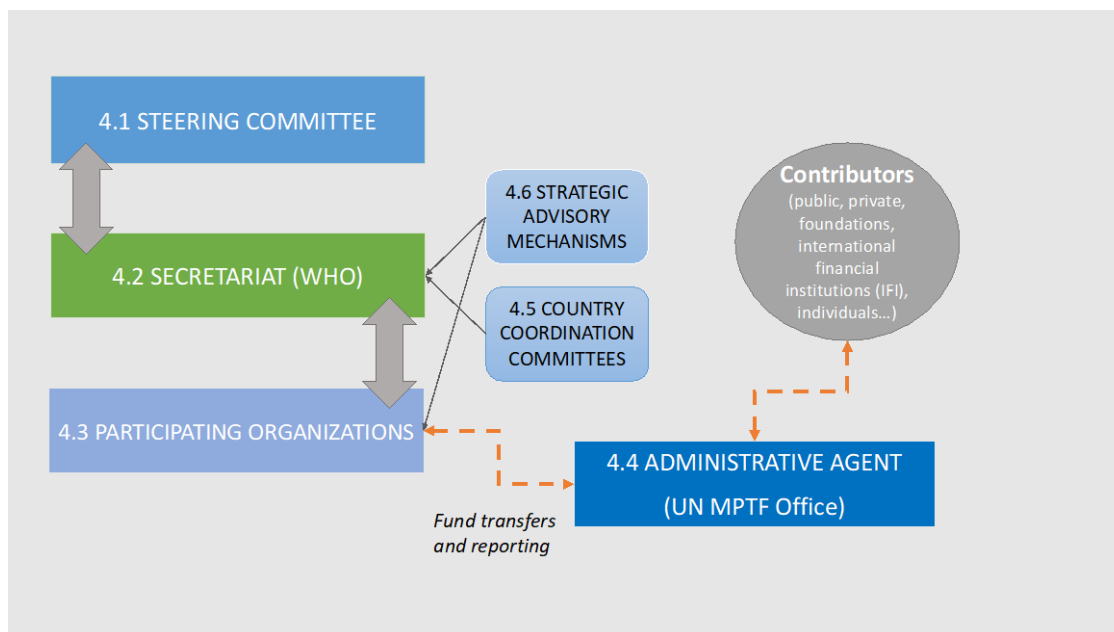 4.1 STEERING COMMITTEE
4.2 SECRETARIAT (WHO)
4.3 PARTICIPATING ORGANIZATIONS
4.6 STRATEGIC
ADVISORY
MECHANISMS
4.5 COUNTRY
COORDINATION
COMMITTEES
Contributors
(public, private,
foundations,
international
financial
institutions (IFI),
individuals…)
4.4 ADMINISTRATIVE AGENT
(UN MPTF Office)
Fund transfers
and reporting